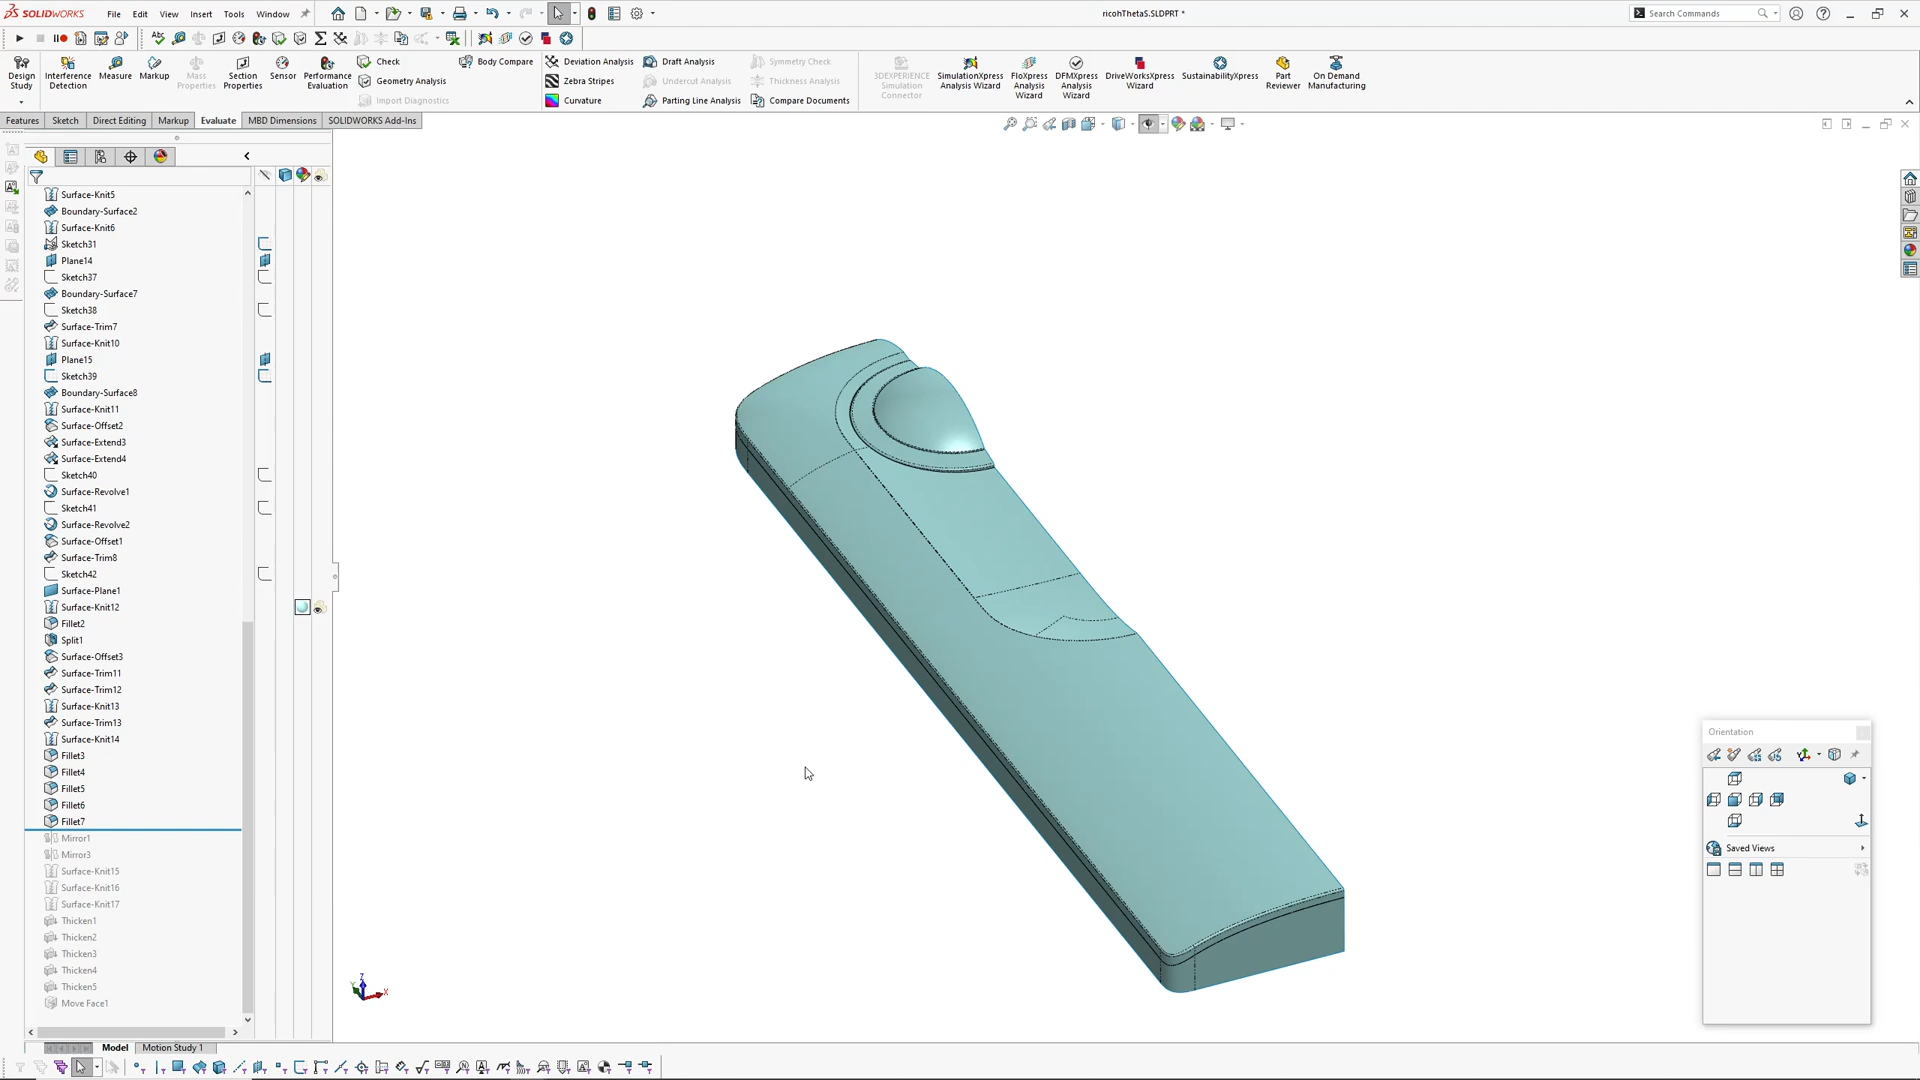 SOLIDWORKS File Edit View Insert Tools Window ricohThetaS.SLDPRT * Search Commands
Design Study
Interference Detection
Measure
Markup
Mass Properties
Section Properties
Sensor
Performance Evaluation
Check
Geometry Analysis
Import Diagnostics
Body Compare
Deviation Analysis
Zebra Stripes
Curvature
Draft Analysis
Undercut Analysis
Parting Line Analysis
Symmetry Check
Thickness Analysis
Compare Documents
3DEXPERIENCE Simulation Connector
SimulationXpress Analysis Wizard
FloXpress Analysis Wizard
DFMXpress Analysis Wizard
DriveWorksXpress Wizard
SustainabilityXpress
Part Reviewer
On Demand Manufacturing
Features Sketch Direct Editing Markup Evaluate MBD Dimensions SOLIDWORKS Add-Ins
Surface-Knit5
Boundary-Surface2
Surface-Knit6
Sketch31
Plane14
Sketch37
Boundary-Surface7
Sketch38
Surface-Trim7
Surface-Knit10
Plane15
Sketch39
Boundary-Surface8
Surface-Knit11
Surface-Offset2
Surface-Extend3
Surface-Extend4
Sketch40
Surface-Revolve1
Sketch41
Surface-Revolve2
Surface-Offset1
Surface-Trim8
Sketch42
Surface-Plane1
Surface-Knit12
Fillet2
Split1
Surface-Offset3
Surface-Trim11
Surface-Trim12
Surface-Knit13
Surface-Trim13
Surface-Knit14
Fillet3
Fillet4
Fillet5
Fillet6
Fillet7
Mirror1
Mirror3
Surface-Knit15
Surface-Knit16
Surface-Knit17
Thicken1
Thicken2
Thicken3
Thicken4
Thicken5
Move Face1
Orientation
Saved Views
Z
X
Model Motion Study 1